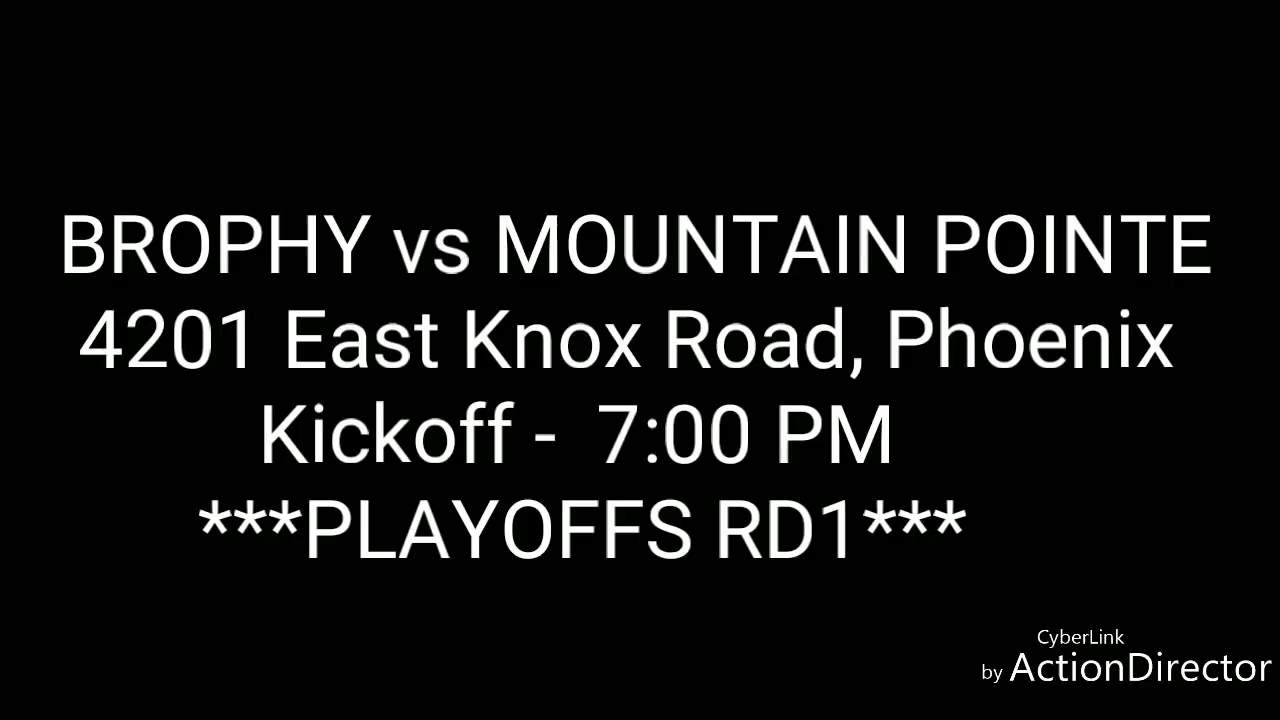 BROPHY vs MOUNTAIN POINTE
4201 East Knox Road, Phoenix
Kickoff - 7:00 PM
***PLAYOFFS RD1***
CyberLink
by ActionDirector